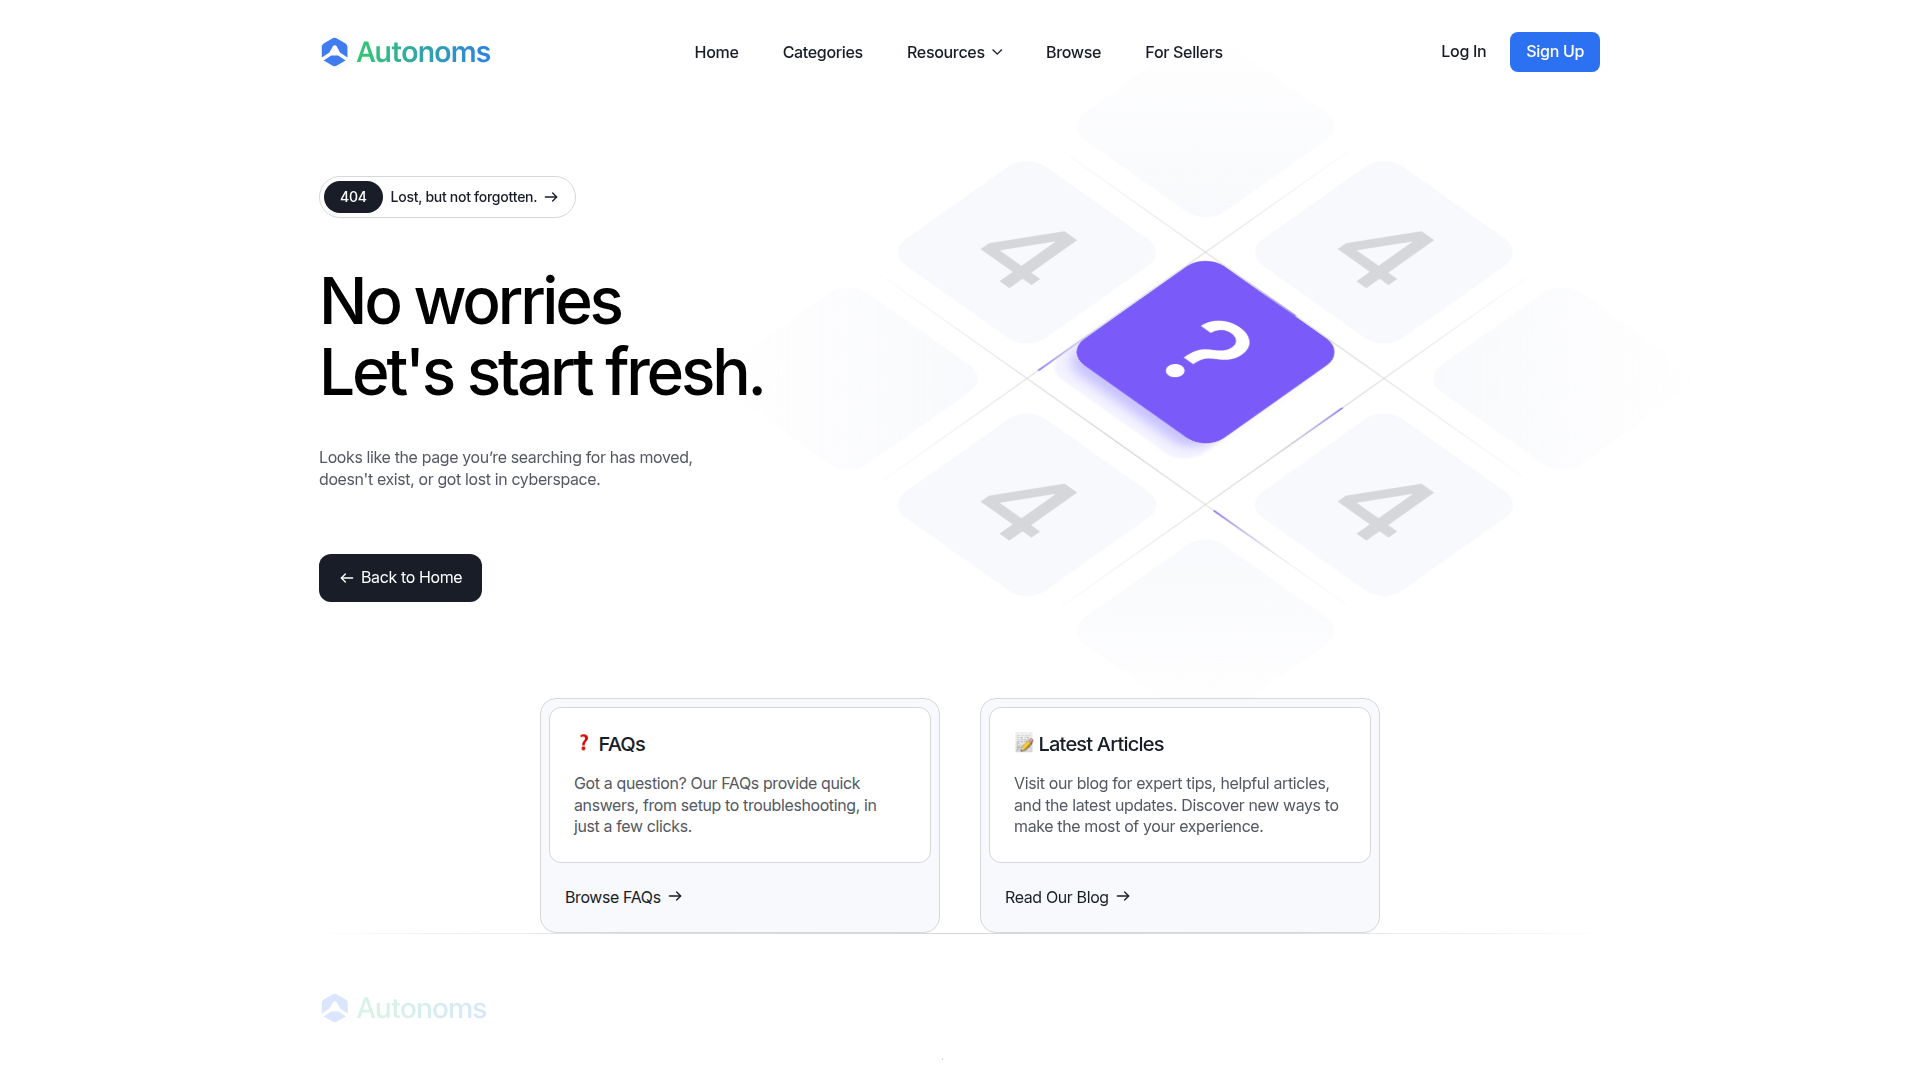 Autonoms
Home Categories Resources Browse For Sellers
Log In Sign Up
404 Lost, but not forgotten. →
No worries
Let's start fresh.
Looks like the page you’re searching for has moved,
doesn't exist, or got lost in cyberspace.
← Back to Home
4 4
?
4 4
❓ FAQs
Got a question? Our FAQs provide quick
answers, from setup to troubleshooting, in
just a few clicks.
Browse FAQs →
📝 Latest Articles
Visit our blog for expert tips, helpful articles,
and the latest updates. Discover new ways to
make the most of your experience.
Read Our Blog →
Autonoms